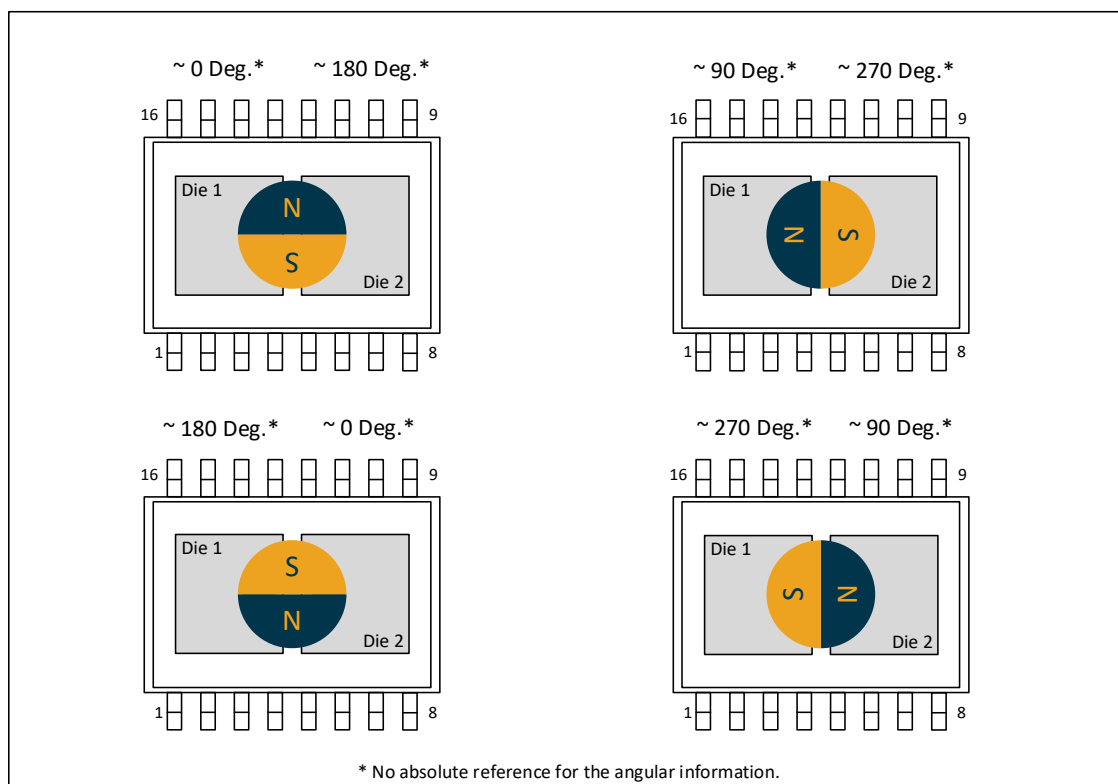 ~ 0 Deg.* ~ 180 Deg.*
16 9
Die 1
N
S
Die 2
1 8
~ 90 Deg.* ~ 270 Deg.*
16 9
Die 1
N S
Die 2
1 8
~ 180 Deg.* ~ 0 Deg.*
16 9
Die 1
S
N
Die 2
1 8
~ 270 Deg.* ~ 90 Deg.*
16 9
Die 1
S N
Die 2
1 8
* No absolute reference for the angular information.